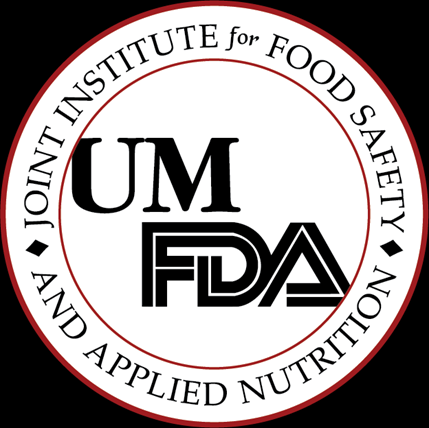 JOINT INSTITUTE for FOOD SAFETY
AND APPLIED NUTRITION
UM
FDA